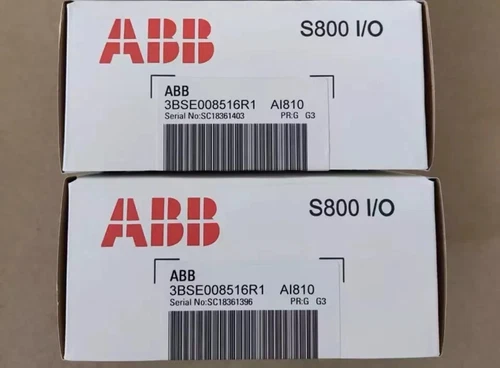 ABB S800 I/O
ABB
3BSE008516R1 AI810
Serial No:SC18361403 PR:G G3
ABB S800 I/O
ABB
3BSE008516R1 AI810
Serial No:SC18361396 PR:G G3